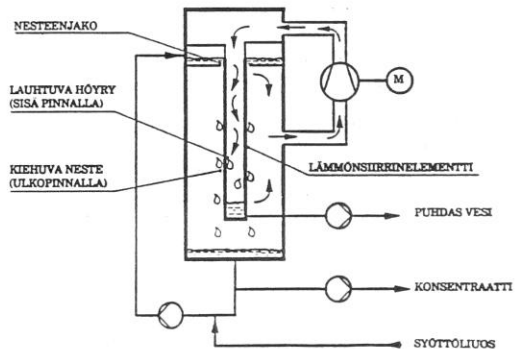 NESTEENJAKO
M
LAUHTUVA HÖYRY
(SISÄ PINNALLA)
KIEHUVA NESTE
(ULKOPINNALLA)
LÄMMÖNSIIRRINELEMENTTI
PUHDAS VESI
KONSENTRAATTI
SYÖTTÖLIUOS